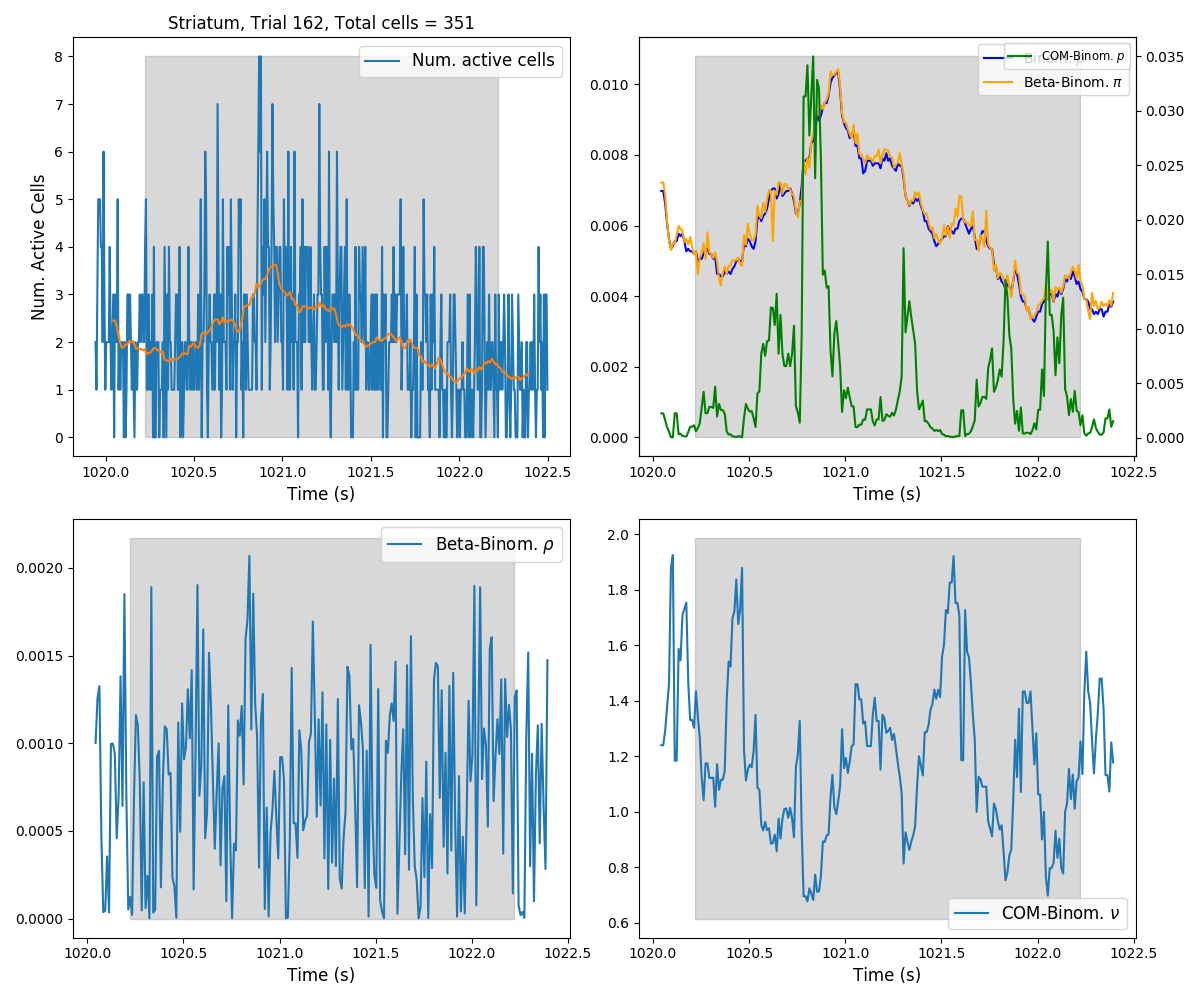 Striatum, Trial 162, Total cells = 351
Num. active cells
Num. Active Cells
8
7
6
5
4
3
2
1
0
1020.0 1020.5 1021.0 1021.5 1022.0 1022.5
Time (s)
COM-Binom. p
Binom. p
Beta-Binom. π
0.010
0.008
0.006
0.004
0.002
0.000
0.035
0.030
0.025
0.020
0.015
0.010
0.005
0.000
1020.0 1020.5 1021.0 1021.5 1022.0 1022.5
Time (s)
Beta-Binom. ρ
0.0020
0.0015
0.0010
0.0005
0.0000
1020.0 1020.5 1021.0 1021.5 1022.0 1022.5
Time (s)
2.0
1.8
1.6
1.4
1.2
1.0
0.8
0.6
COM-Binom. ν
1020.0 1020.5 1021.0 1021.5 1022.0 1022.5
Time (s)